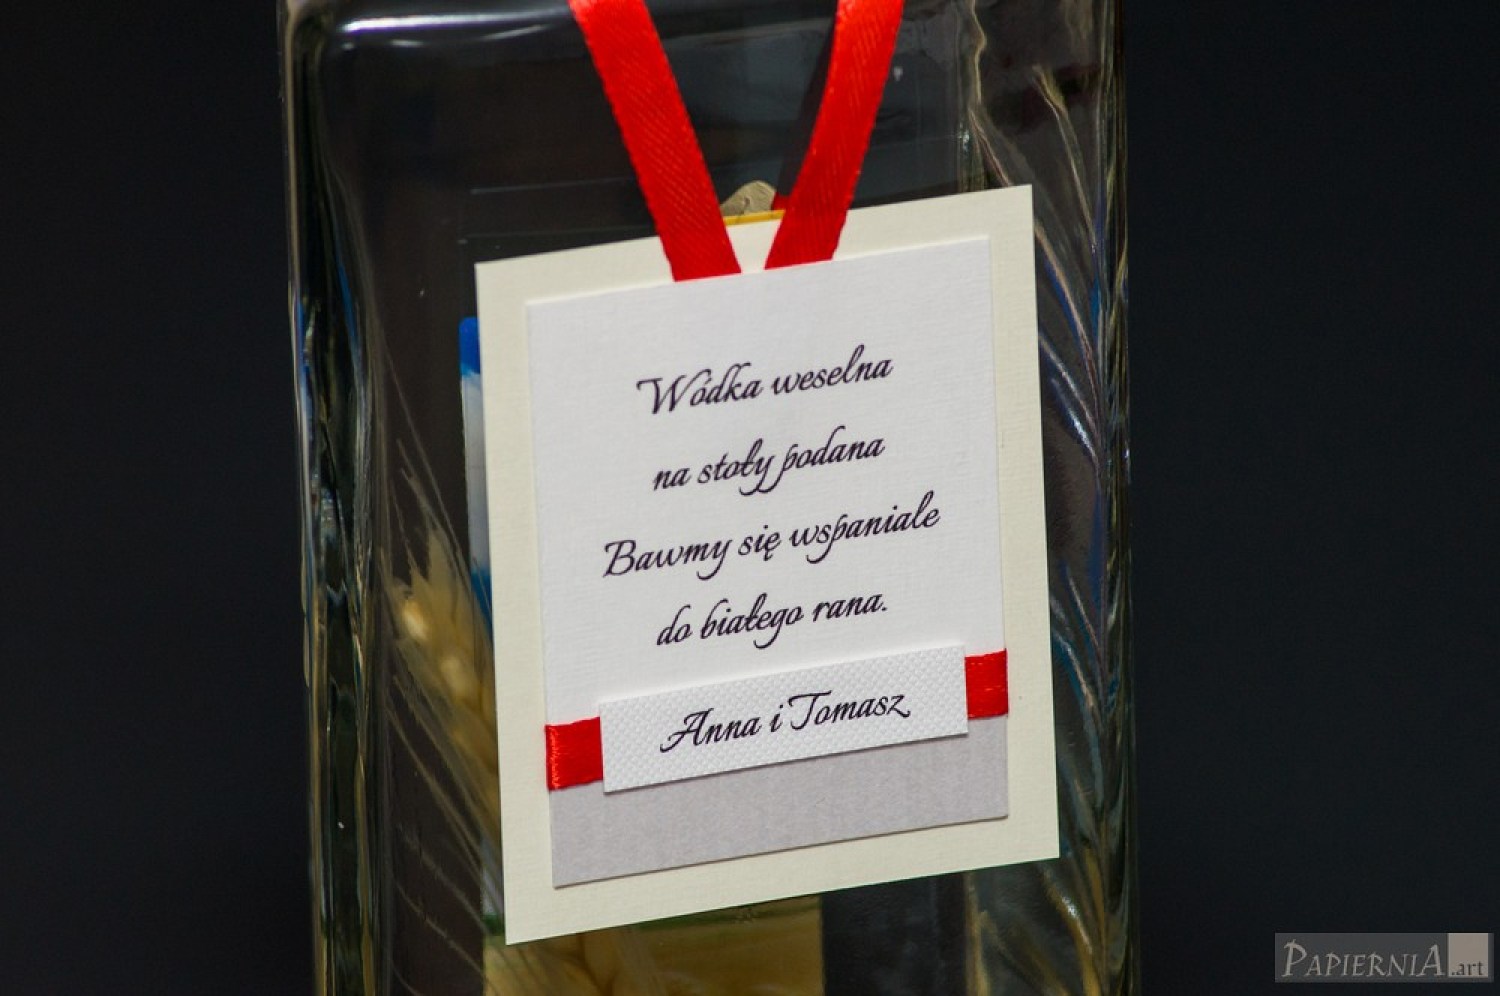 Wódka weselna
na stoły podana
Bawmy się wspaniale
do białego rana.
Anna i Tomasz
PAPIERNIA.art